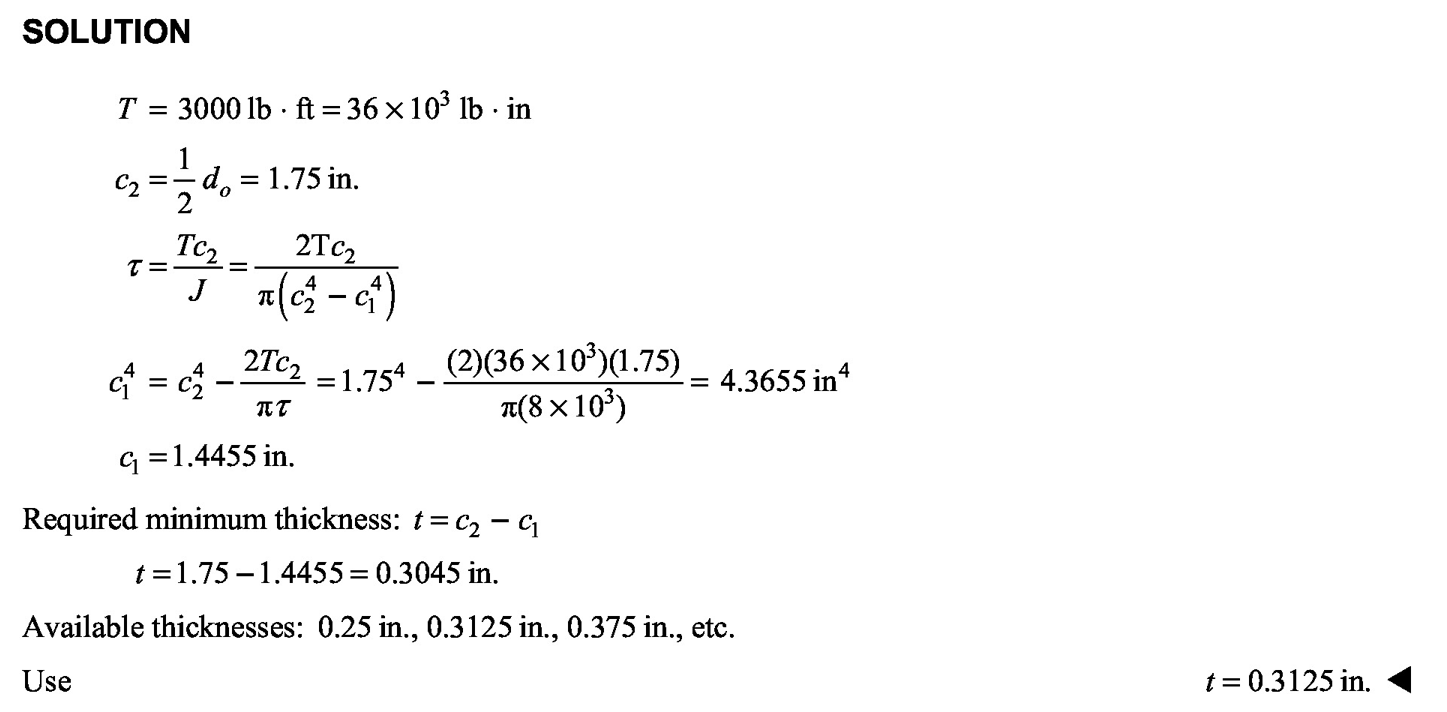 SOLUTION
T = 3000 lb · ft = 36 × 10³ lb · in
c₂ = 1/2 dₒ = 1.75 in.
τ = Tc₂/J = 2Tc₂/π(c₂⁴ − c₁⁴)
c₁⁴ = c₂⁴ − 2Tc₂/πτ = 1.75⁴ − (2)(36 × 10³)(1.75)/π(8 × 10³) = 4.3655 in⁴
c₁ = 1.4455 in.
Required minimum thickness: t = c₂ − c₁
t = 1.75 − 1.4455 = 0.3045 in.
Available thicknesses: 0.25 in., 0.3125 in., 0.375 in., etc.
Use t = 0.3125 in. ◀